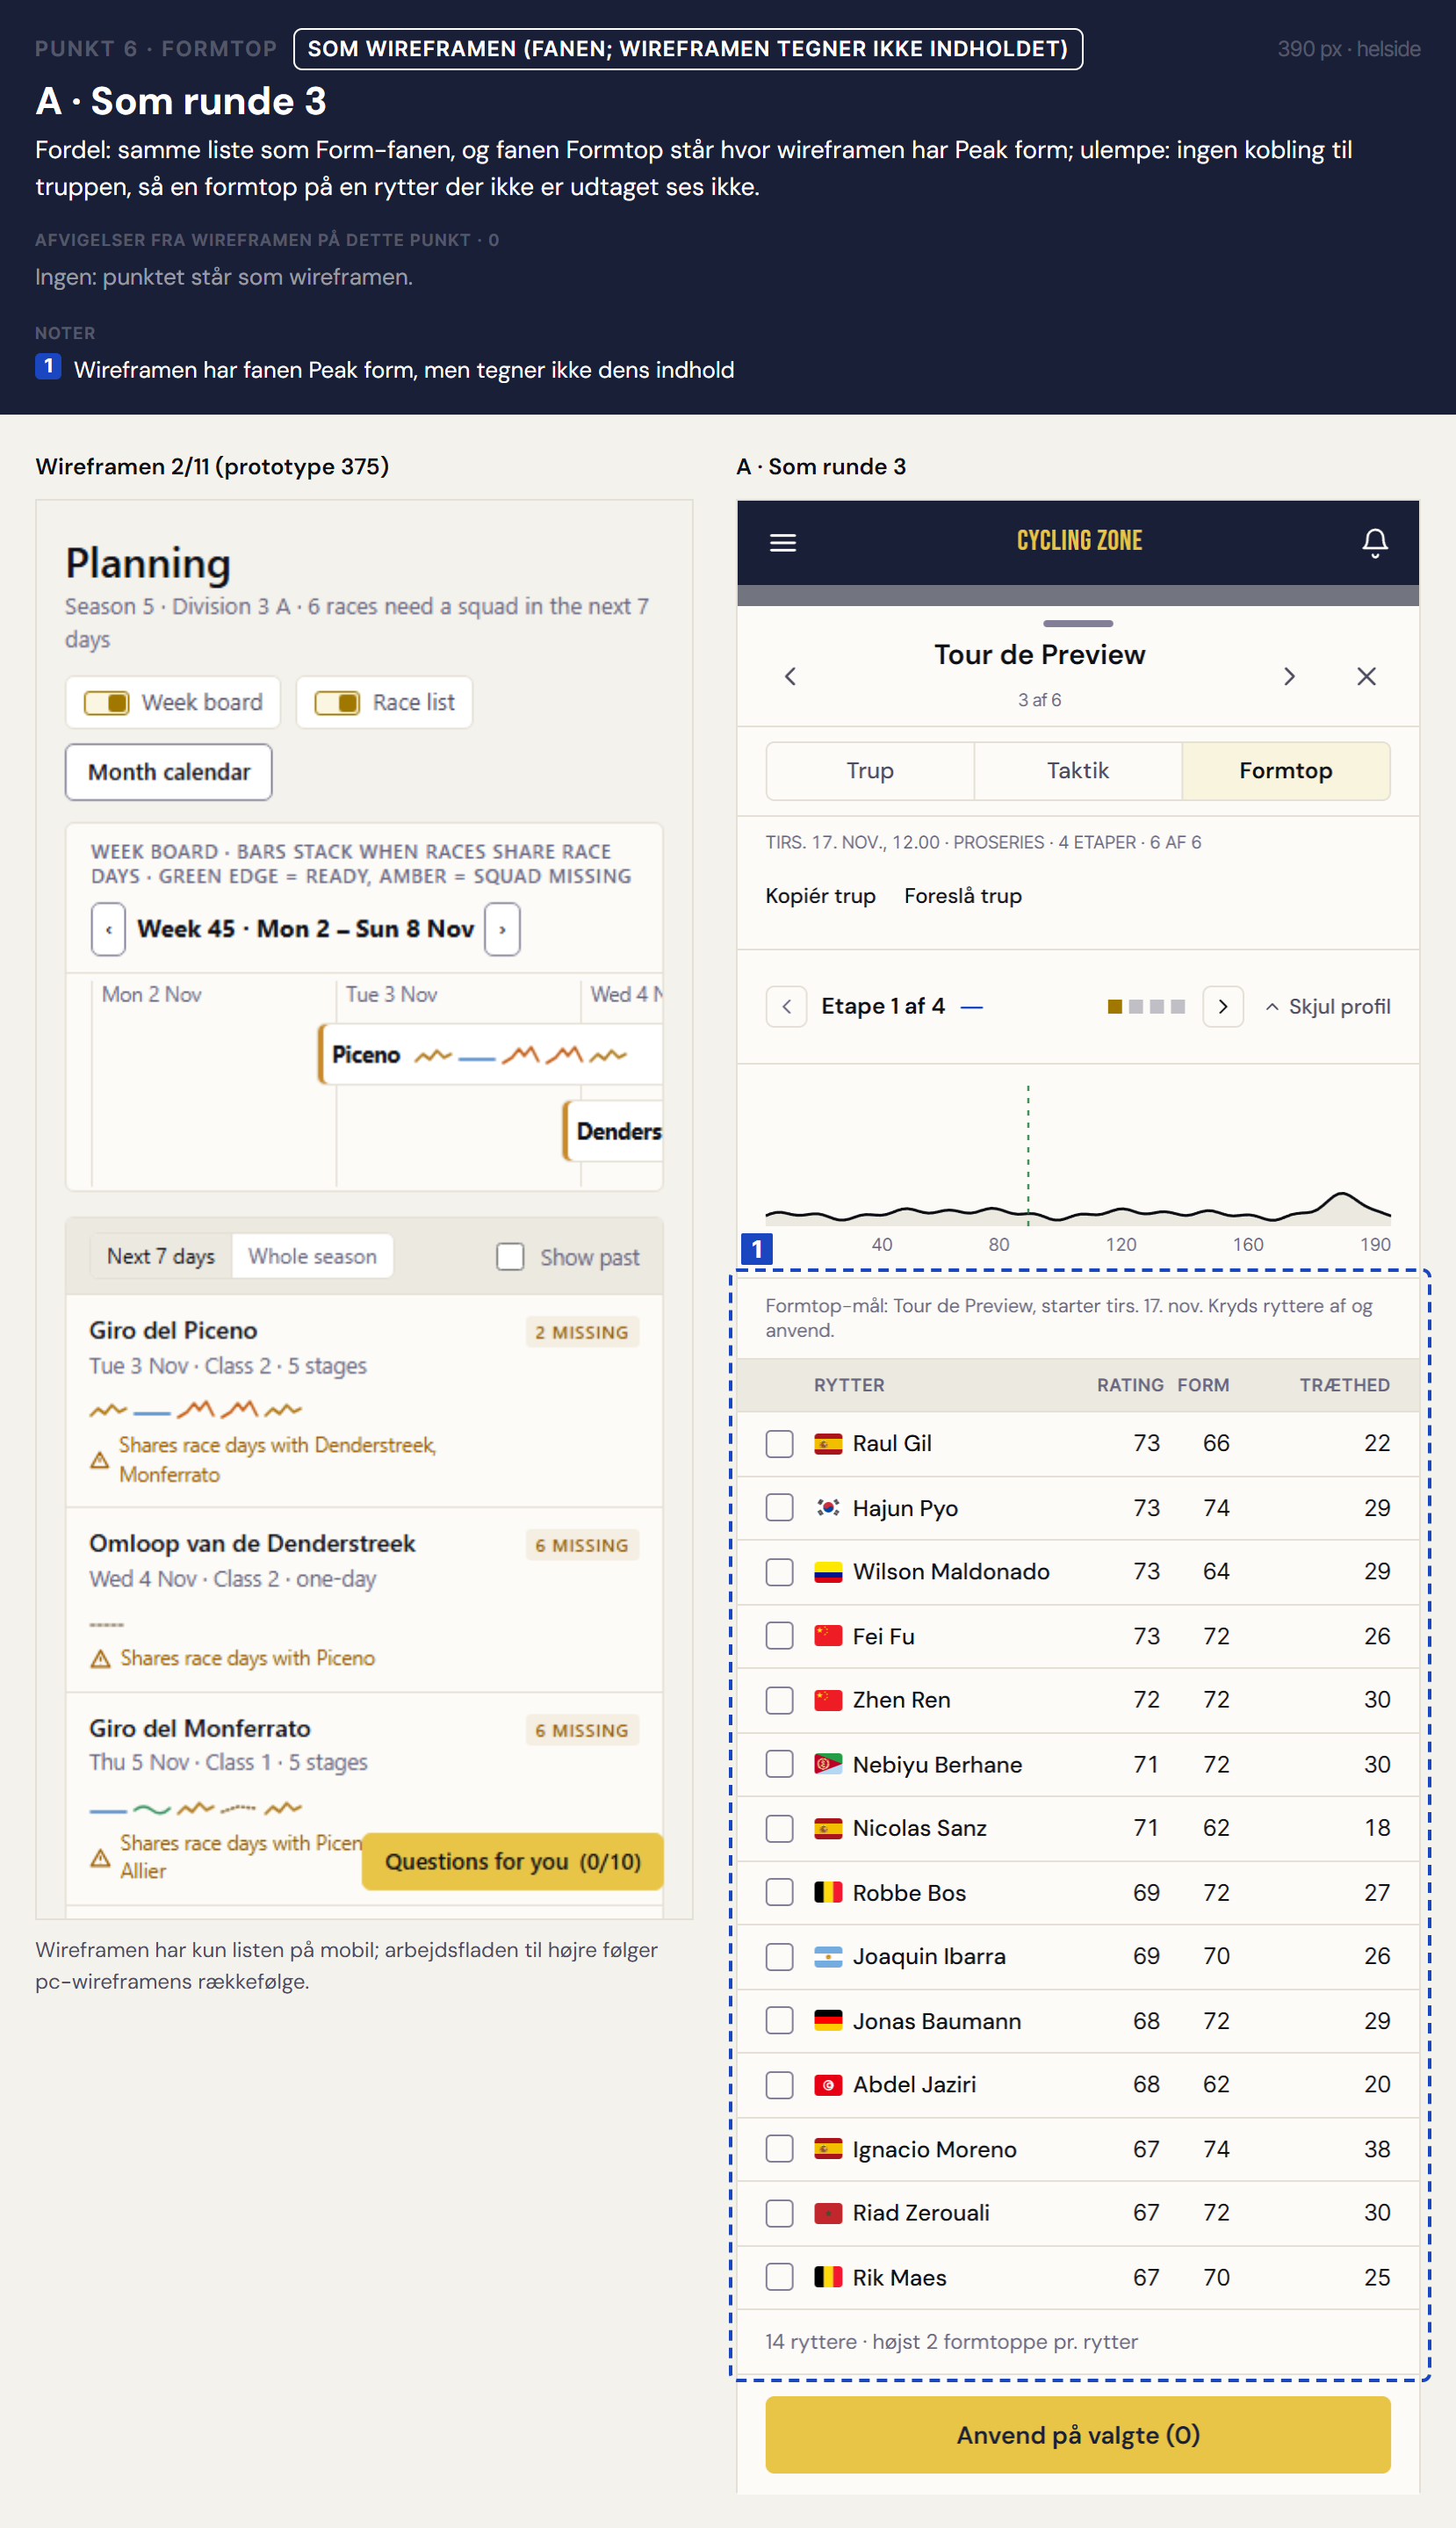 PUNKT 6 · FORMTOP
SOM WIREFRAMEN (FANEN; WIREFRAMEN TEGNER IKKE INDHOLDET)
390 px · helside
A · Som runde 3
Fordel: samme liste som Form-fanen, og fanen Formtop står hvor wireframen har Peak form; ulempe: ingen kobling til
truppen, så en formtop på en rytter der ikke er udtaget ses ikke.
AFVIGELSER FRA WIREFRAMEN PÅ DETTE PUNKT · 0
Ingen: punktet står som wireframen.
NOTER
1 Wireframen har fanen Peak form, men tegner ikke dens indhold
Wireframen 2/11 (prototype 375)
Planning
Season 5 · Division 3 A · 6 races need a squad in the next 7
days
Week board
Race list
Month calendar
WEEK BOARD · BARS STACK WHEN RACES SHARE RACE
DAYS · GREEN EDGE = READY, AMBER = SQUAD MISSING
‹ Week 45 · Mon 2 – Sun 8 Nov ›
Mon 2 Nov
Tue 3 Nov
Wed 4 N
Piceno
Denders
Next 7 days
Whole season
Show past
Giro del Piceno
2 MISSING
Tue 3 Nov · Class 2 · 5 stages
Shares race days with Denderstreek,
Monferrato
Omloop van de Denderstreek
6 MISSING
Wed 4 Nov · Class 2 · one-day
Shares race days with Piceno
Giro del Monferrato
6 MISSING
Thu 5 Nov · Class 1 · 5 stages
Shares race days with Picen
Allier
Questions for you (0/10)
Wireframen har kun listen på mobil; arbejdsfladen til højre følger
pc-wireframens rækkefølge.
A · Som runde 3
CYCLING ZONE
Tour de Preview
3 af 6
Trup
Taktik
Formtop
TIRS. 17. NOV., 12.00 · PROSERIES · 4 ETAPER · 6 AF 6
Kopiér trup
Foreslå trup
Etape 1 af 4
Skjul profil
1
40 80 120 160 190
Formtop-mål: Tour de Preview, starter tirs. 17. nov. Kryds ryttere af og
anvend.
RYTTER RATING FORM TRÆTHED
Raul Gil 73 66 22
Hajun Pyo 73 74 29
Wilson Maldonado 73 64 29
Fei Fu 73 72 26
Zhen Ren 72 72 30
Nebiyu Berhane 71 72 30
Nicolas Sanz 71 62 18
Robbe Bos 69 72 27
Joaquin Ibarra 69 70 26
Jonas Baumann 68 72 29
Abdel Jaziri 68 62 20
Ignacio Moreno 67 74 38
Riad Zerouali 67 72 30
Rik Maes 67 70 25
14 ryttere · højst 2 formtoppe pr. rytter
Anvend på valgte (0)